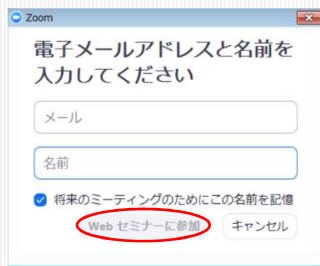 Zoom
電子メールアドレスと名前を
入力してください
メール
名前
将来のミーティングのためにこの名前を記憶
Web セミナーに参加 キャンセル